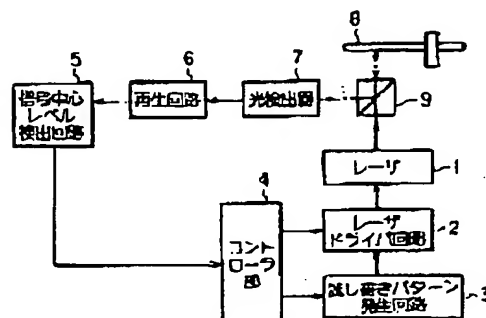 8
5
6
7
信号中心
レベル
検出回路
再生回路
光検出器
9
レーザ
1
4
コント
ローラ
部
レーザ
ドライバ回路
2
試し書きパターン
発生回路
3